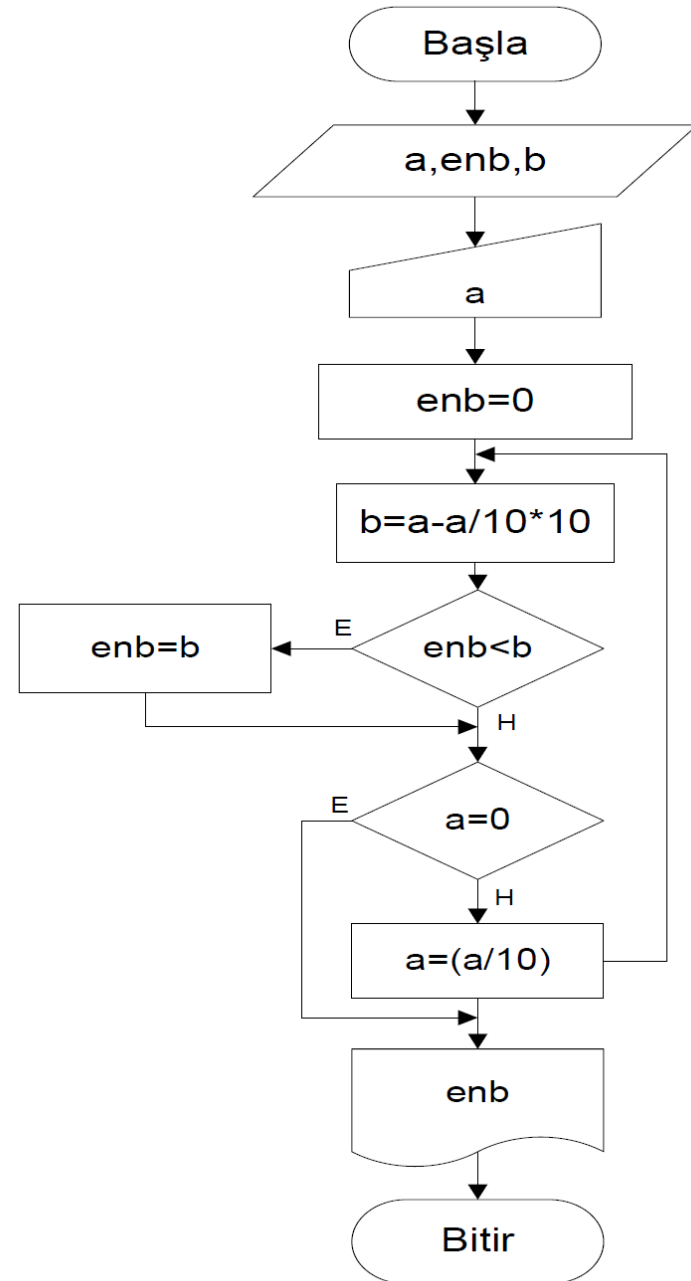 Başla
a,enb,b
a
enb=0
b=a-a/10*10
enb<b
E
enb=b
H
a=0
E
H
a=(a/10)
enb
Bitir